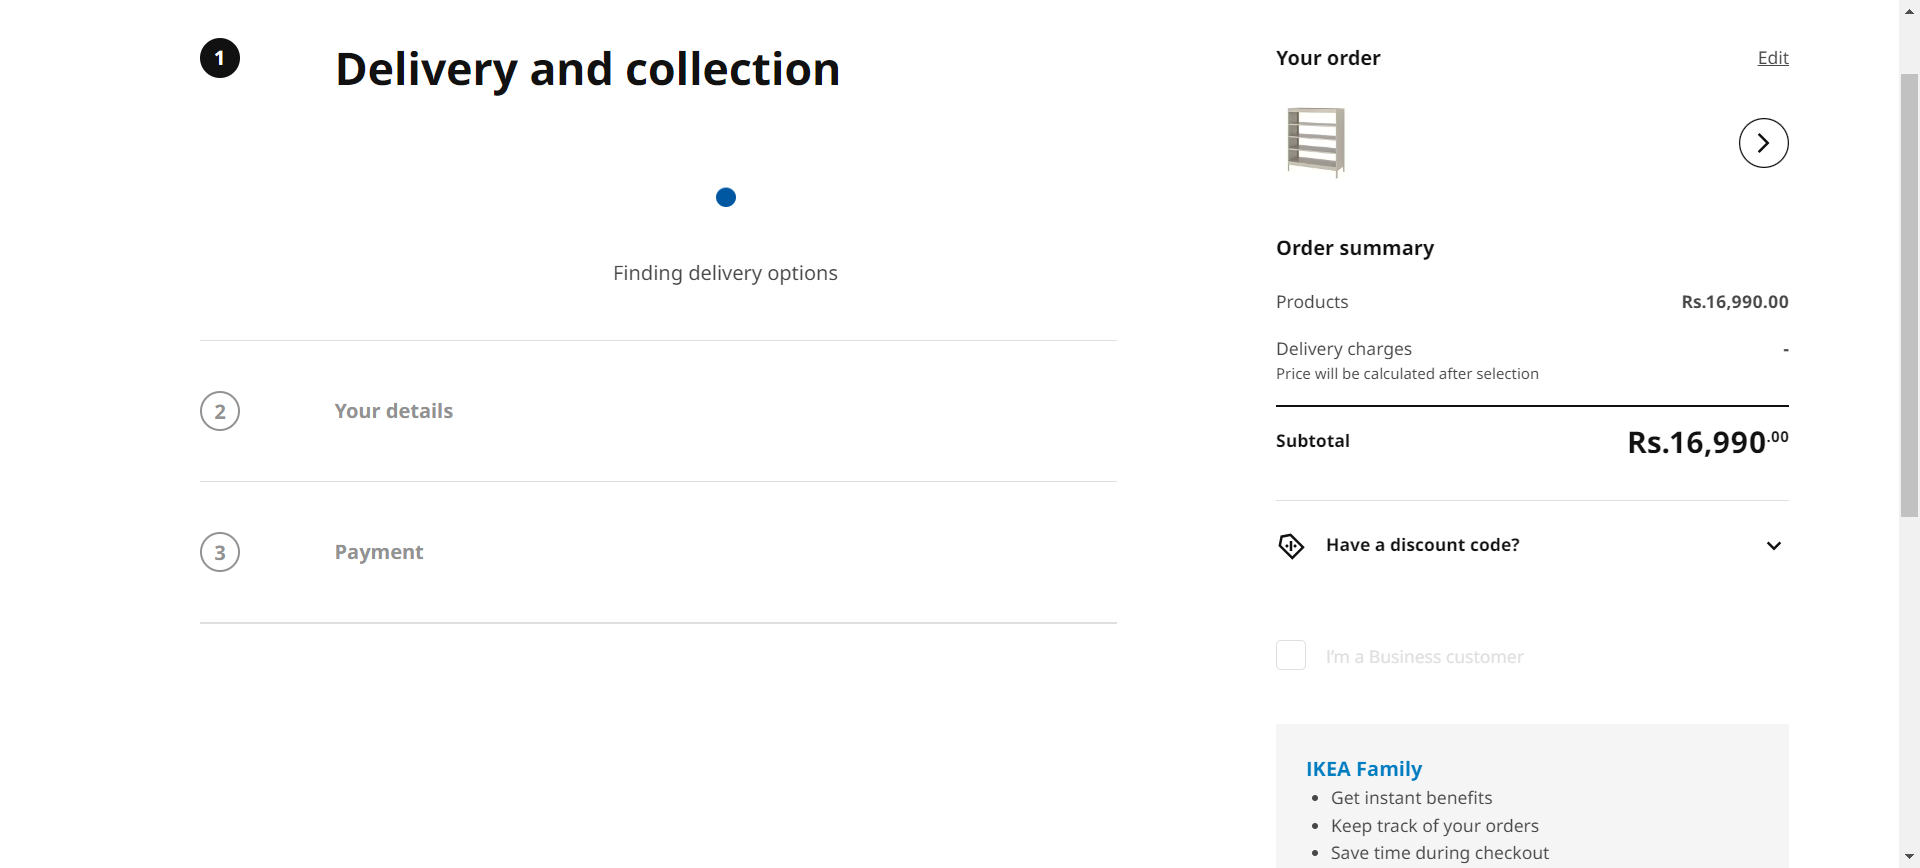 1
Delivery and collection
Finding delivery options
2
Your details
3
Payment
Your order
Edit
Order summary
Products
Rs.16,990.00
Delivery charges
-
Price will be calculated after selection
Subtotal
Rs.16,990.00
Have a discount code?
I'm a Business customer
IKEA Family
• Get instant benefits
• Keep track of your orders
• Save time during checkout